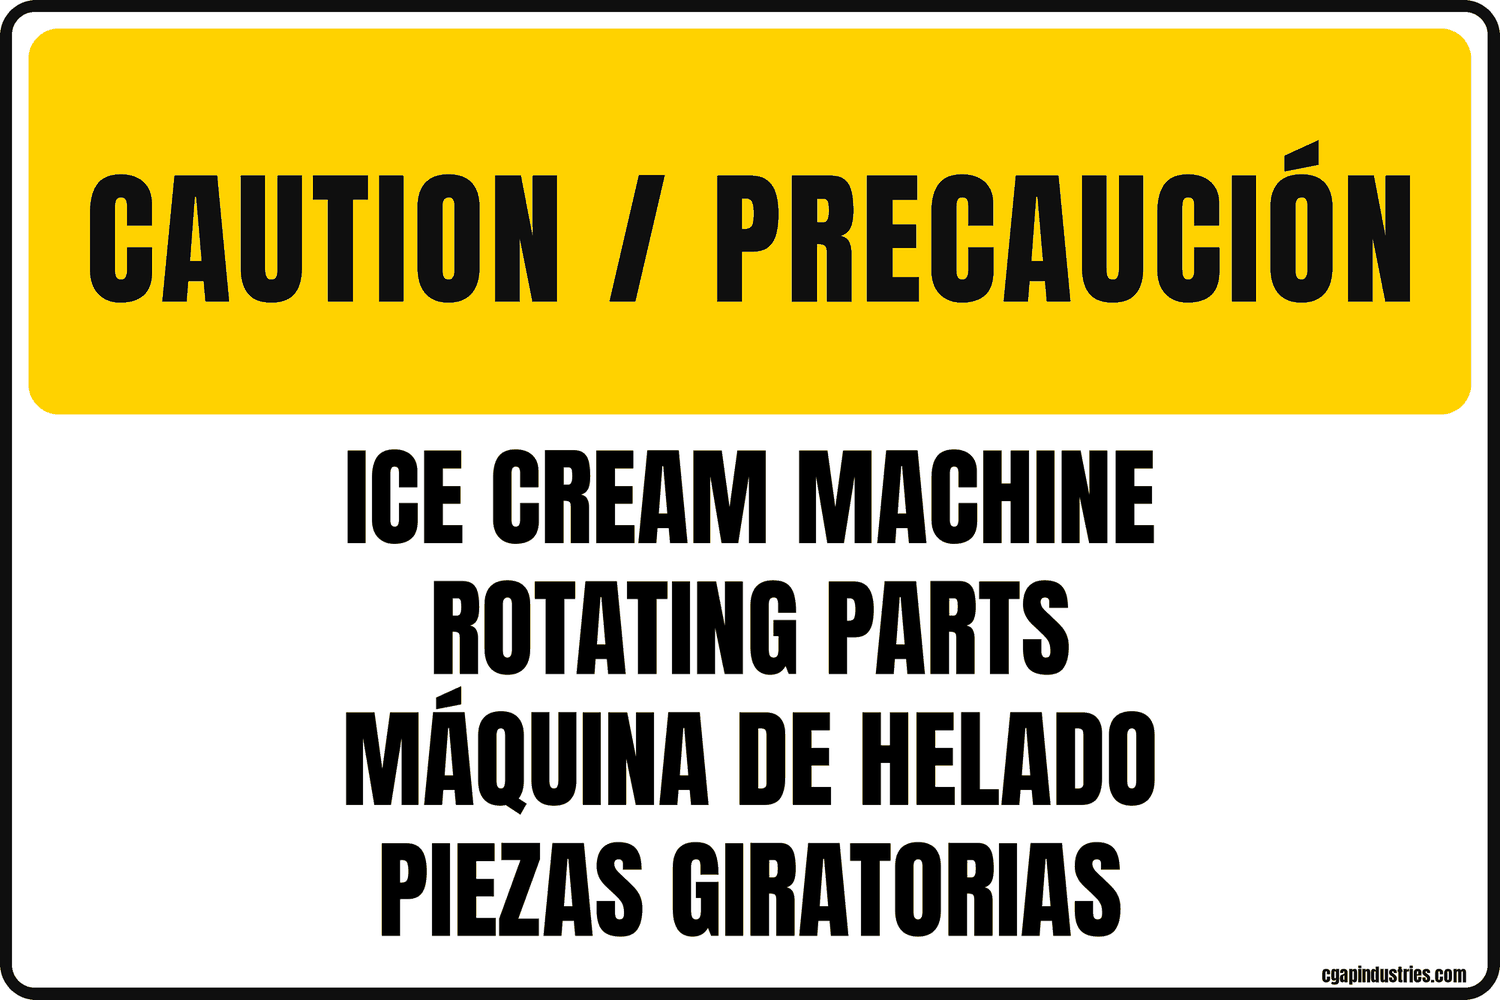 CAUTION / PRECAUCIÓN
ICE CREAM MACHINE
ROTATING PARTS
MÁQUINA DE HELADO
PIEZAS GIRATORIAS
cgapindustries.com